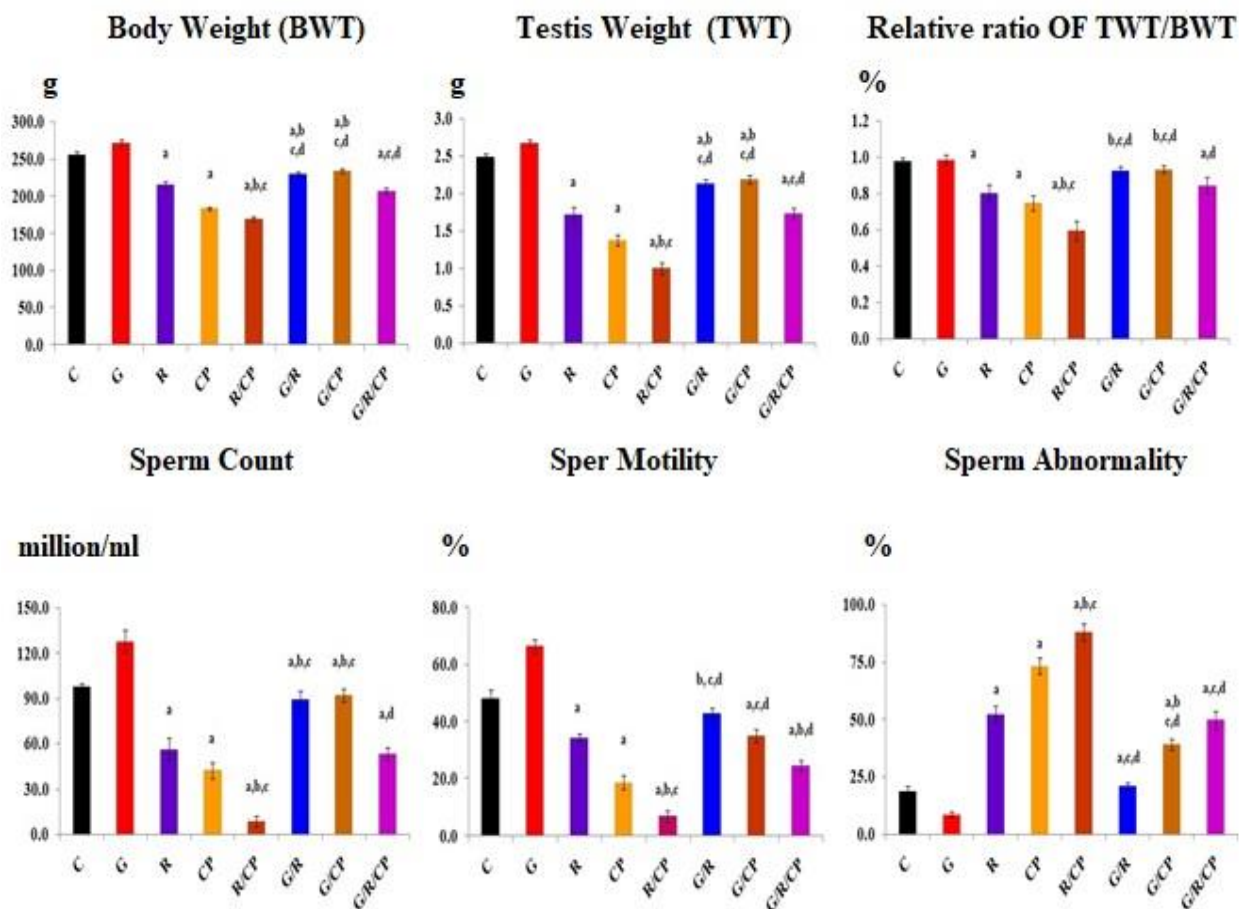 Body Weight (BWT)
g
300.0
250.0
200.0
150.0
100.0
50.0
0.0
a
a
a,b,c
a,b
c,d
a,b
c,d
a,c,d
C
G
R
CP
R/CP
G/R
G/CP
G/R/CP
Testis Weight (TWT)
g
3.0
2.5
2.0
1.5
1.0
0.5
0.0
a
a
a,b,c
a,b
c,d
a,b
c,d
a,c,d
C
G
R
CP
R/CP
G/R
G/CP
G/R/CP
Relative ratio OF TWT/BWT
%
1.2
1.0
0.8
0.6
0.4
0.2
0.0
a
a
a,b,c
b,c,d
b,c,d
a,d
C
G
R
CP
R/CP
G/R
G/CP
G/R/CP
Sperm Count
million/ml
150.0
120.0
90.0
60.0
30.0
0.0
a
a
a,b,c
a,b,c
a,b,c
a,d
C
G
R
CP
R/CP
G/R
G/CP
G/R/CP
Sper Motility
%
80.0
60.0
40.0
20.0
0.0
a
a
a,b,c
b, c,d
a,c,d
a,b,d
C
G
R
CP
R/CP
G/R
G/CP
G/R/CP
Sperm Abnormality
%
100.0
75.0
50.0
25.0
0.0
a
a
a,b,c
a,c,d
a,b
c,d
a,c,d
C
G
R
CP
R/CP
G/R
G/CP
G/R/CP